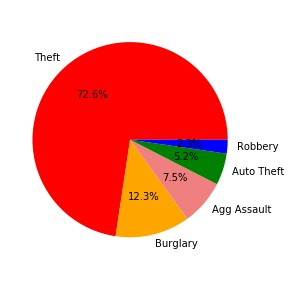 Theft
72.6%
Robbery
5.2%
Auto Theft
7.5%
Agg Assault
12.3%
Burglary